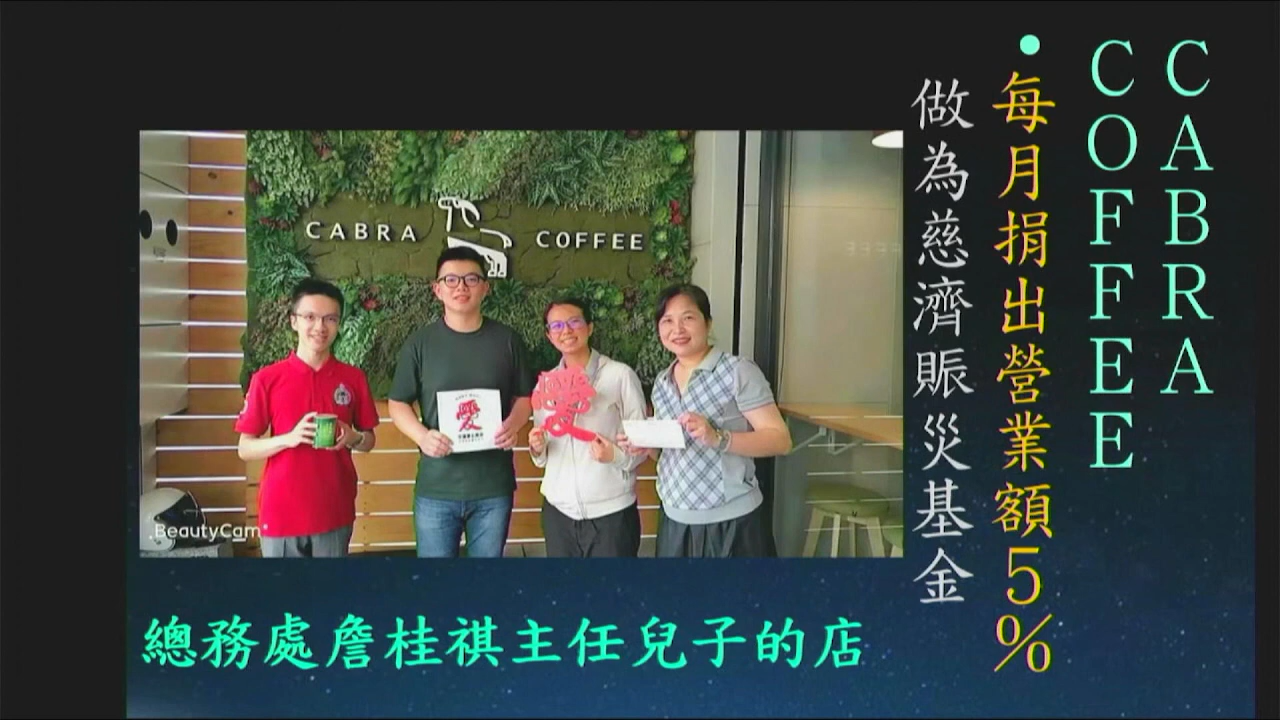 CABRA
COFFEE
•每月捐出營業額5%
做為慈濟賑災基金
CABRA COFFEE
愛
BeautyCam
總務處詹桂祺主任兒子的店